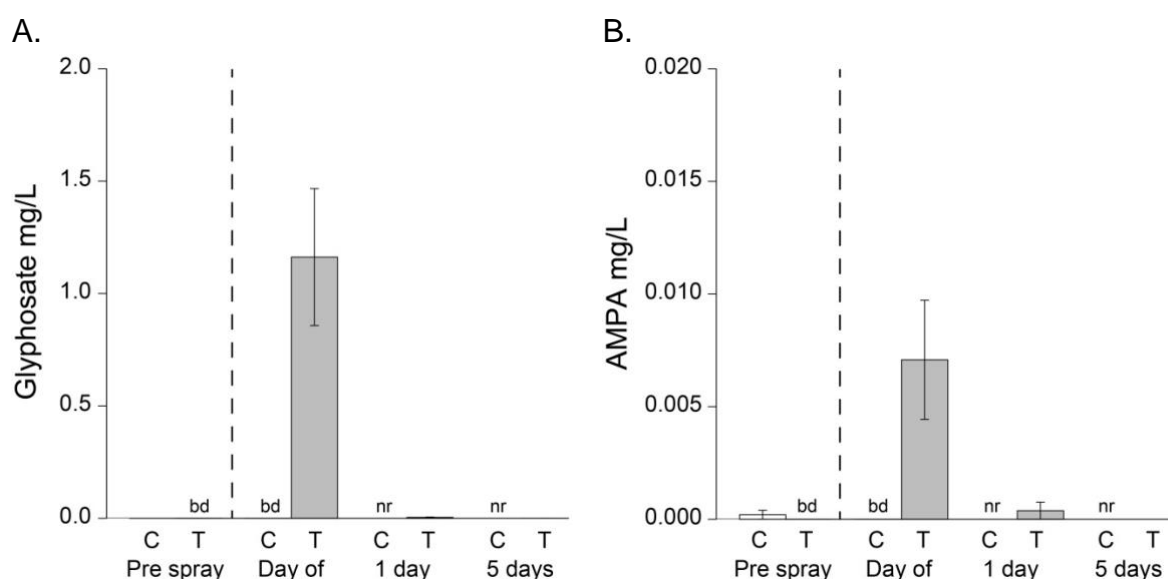 A.
Glyphosate mg/L
2.0
1.5
1.0
0.5
0.0
bd
bd
nr
nr
C T C T C T C T
Pre spray Day of 1 day 5 days
B.
AMPA mg/L
0.020
0.015
0.010
0.005
0.000
bd
bd
nr
nr
C T C T C T C T
Pre spray Day of 1 day 5 days